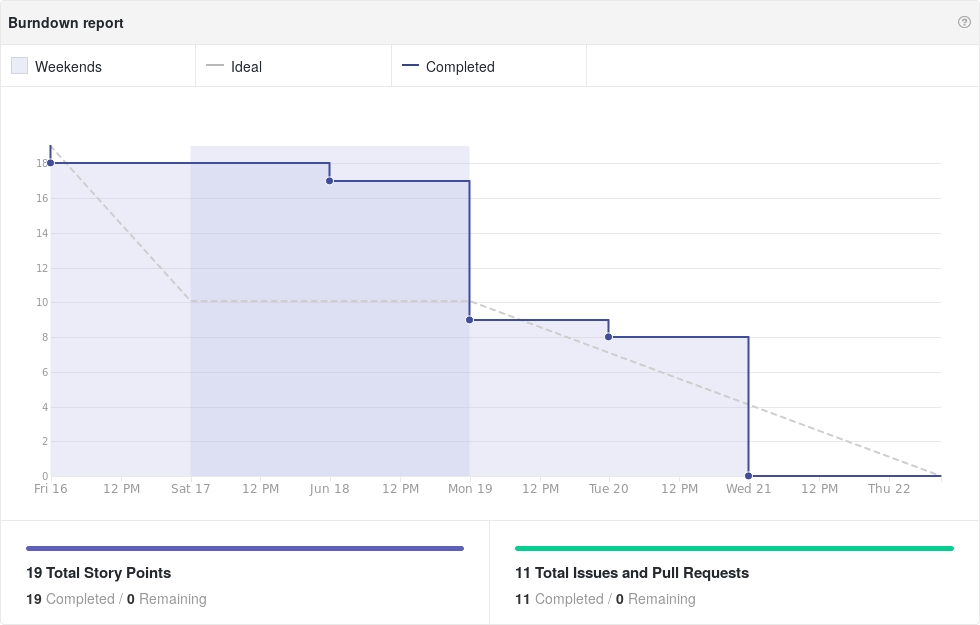 Burndown report
?
Weekends
Ideal
Completed
18
16
14
12
10
8
6
4
2
0
Fri 16 12 PM Sat 17 12 PM Jun 18 12 PM Mon 19 12 PM Tue 20 12 PM Wed 21 12 PM Thu 22
19 Total Story Points
19 Completed / 0 Remaining
11 Total Issues and Pull Requests
11 Completed / 0 Remaining